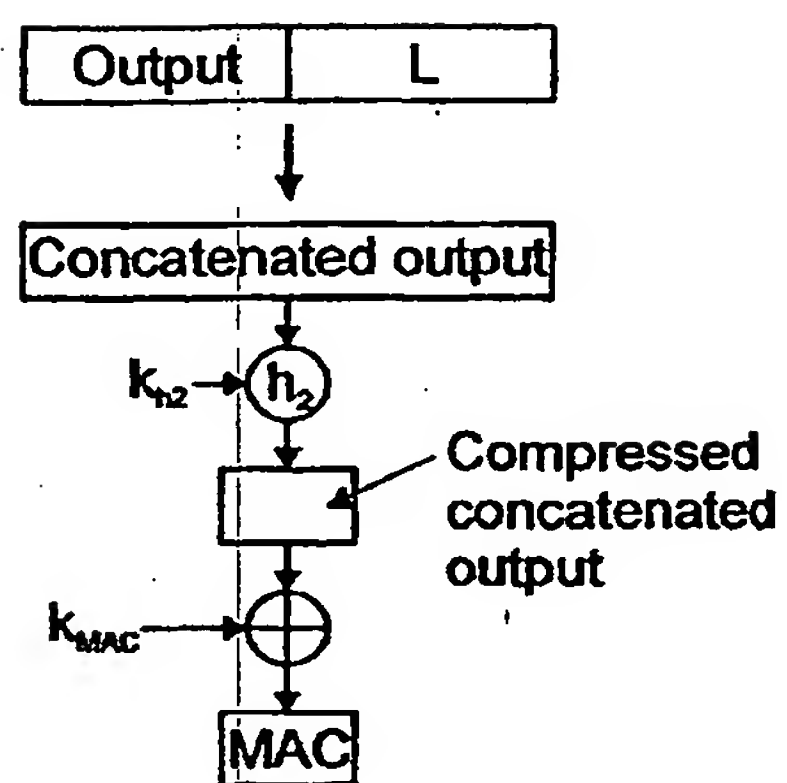 Output L
Concatenated output
k_h2 h_2
Compressed
concatenated
output
k_MAC
MAC